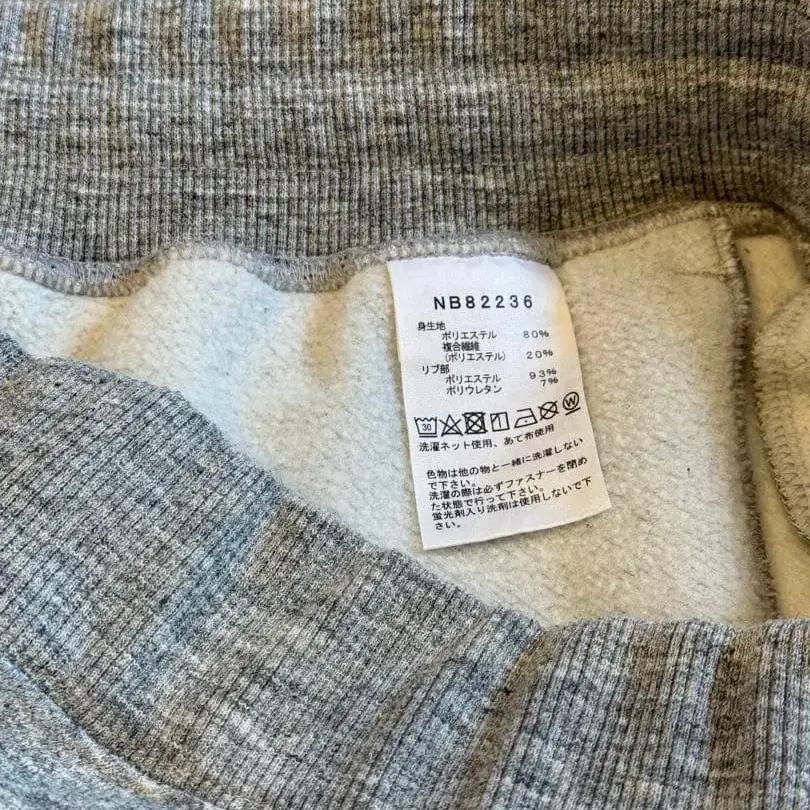 NB82236
身生地
ポリエステル 80%
複合繊維
(ポリエステル) 20%
リブ部
ポリエステル 93%
ポリウレタン 7%
30 W
洗濯ネット使用、あて布使用
色物は他の物と一緒に洗濯しない
で下さい。
洗濯の際は必ずファスナーを閉め
た状態で行って下さい。
蛍光剤入り洗剤は使用しないで下
さい。